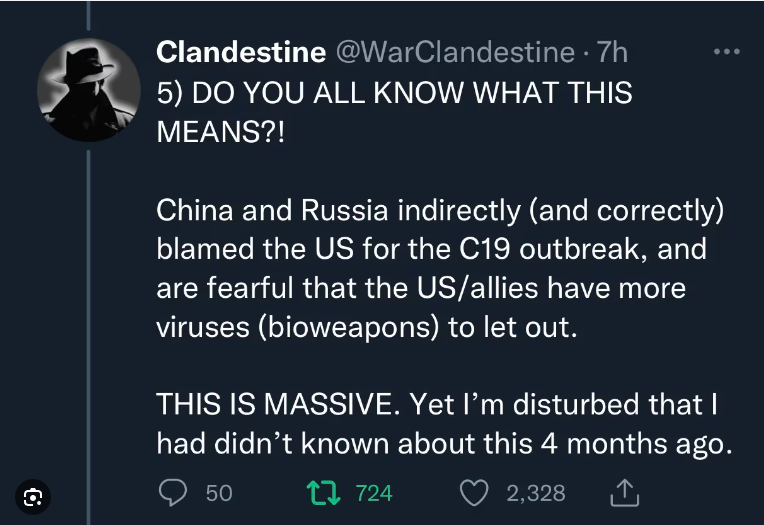 Clandestine @WarClandestine · 7h
5) DO YOU ALL KNOW WHAT THIS
MEANS?!
China and Russia indirectly (and correctly)
blamed the US for the C19 outbreak, and
are fearful that the US/allies have more
viruses (bioweapons) to let out.
THIS IS MASSIVE. Yet I'm disturbed that I
had didn't known about this 4 months ago.
50 724 2,328